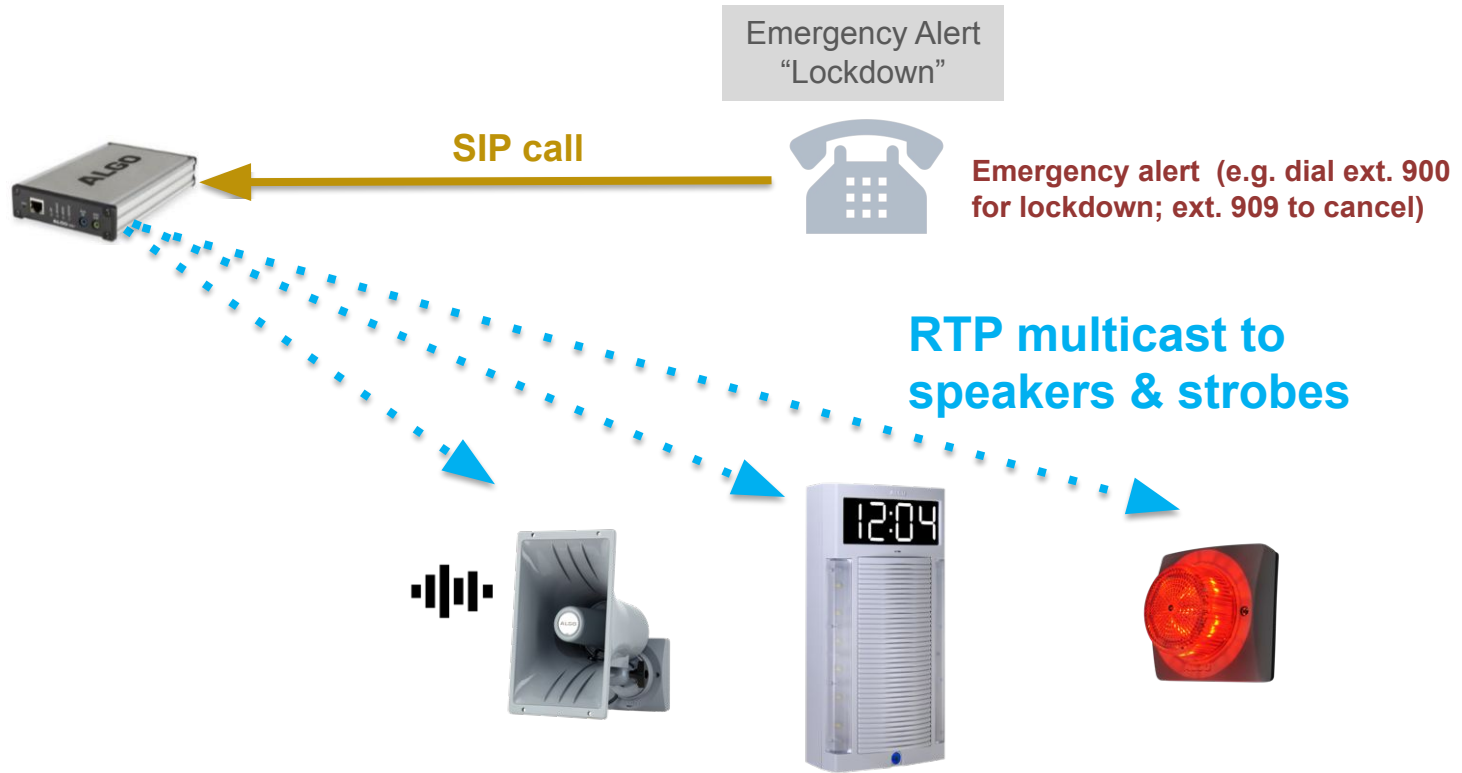 Emergency Alert
“Lockdown”
SIP call
Emergency alert (e.g. dial ext. 900
for lockdown; ext. 909 to cancel)
ALGO
RTP multicast to
speakers & strobes
ALGO
12:04
ALGO